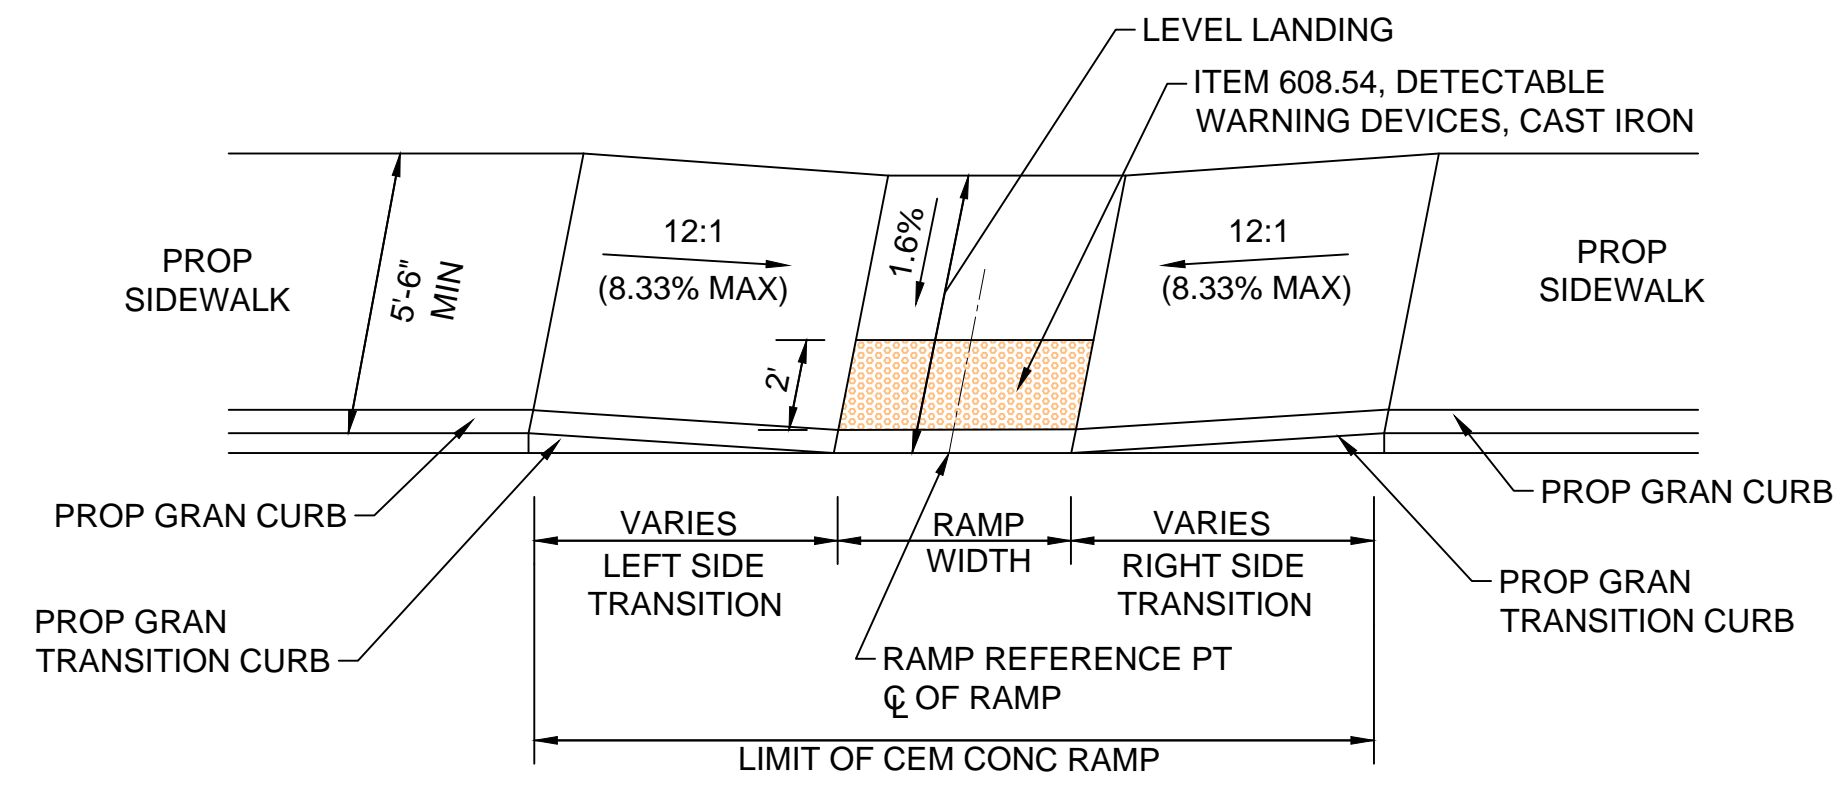 LEVEL LANDING
ITEM 608.54, DETECTABLE
WARNING DEVICES, CAST IRON
PROP
SIDEWALK
5'-6"
MIN
12:1
(8.33% MAX)
1.6%
2'
12:1
(8.33% MAX)
PROP
SIDEWALK
PROP GRAN CURB
PROP GRAN
TRANSITION CURB
VARIES
LEFT SIDE
TRANSITION
RAMP
WIDTH
VARIES
RIGHT SIDE
TRANSITION
PROP GRAN CURB
PROP GRAN
TRANSITION CURB
RAMP REFERENCE PT
℄ OF RAMP
LIMIT OF CEM CONC RAMP